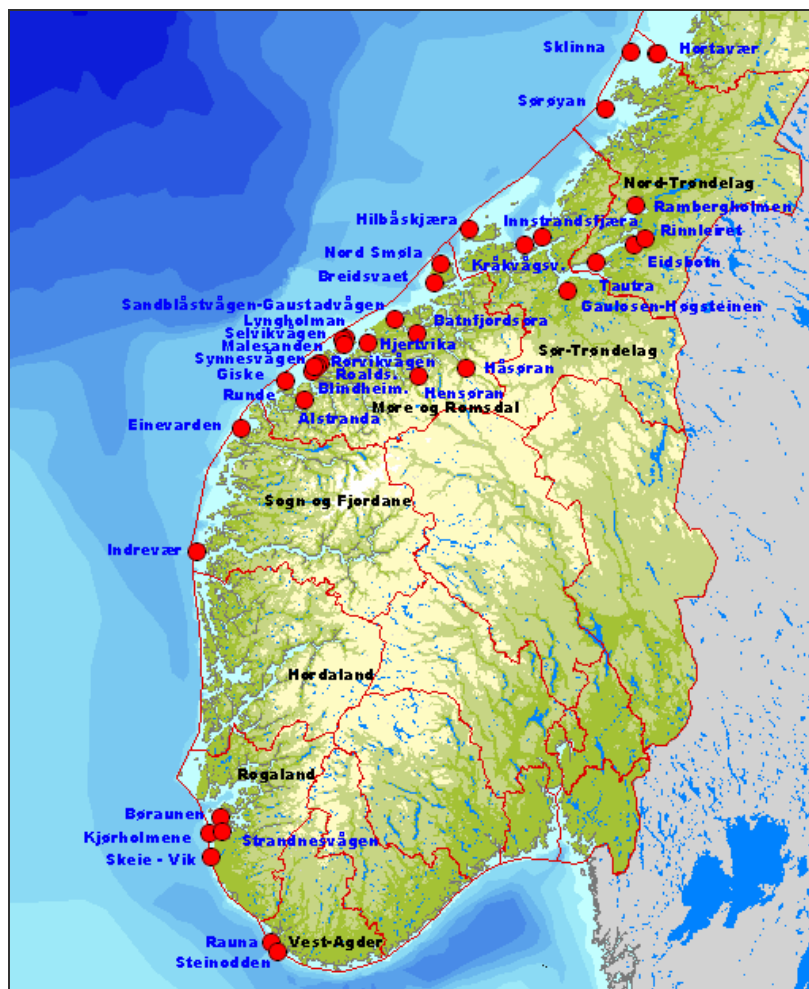 Sklinna
Hortavær
Sørøyan
Nord-Trøndelag
Rambergholmen
Hilbåskjæra
Innstrandsfjæra
Rinnleiret
Nord Smøla
Kråkvågsv.
Eidsbotn
Breidsvaet
Tautra
Sandblåstvågen-Gaustadvågen
Gaulosen-Høgsteinen
Lyngholman
Batnfjordsøra
Selvikvågen
Malesanden
Hjertvika
Sør-Trøndelag
Synnesvågen
Rørvikvågen
Håsøran
Giske
Roalds.
Blindheim.
Runde
Hensøran
Møre og Romsdal
Alstranda
Einevarden
Sogn og Fjordane
Indrevær
Hordaland
Rogaland
Børaunen
Kjørholmene
Strandnesvågen
Skeie - Vik
Rauna
Vest-Agder
Steinodden